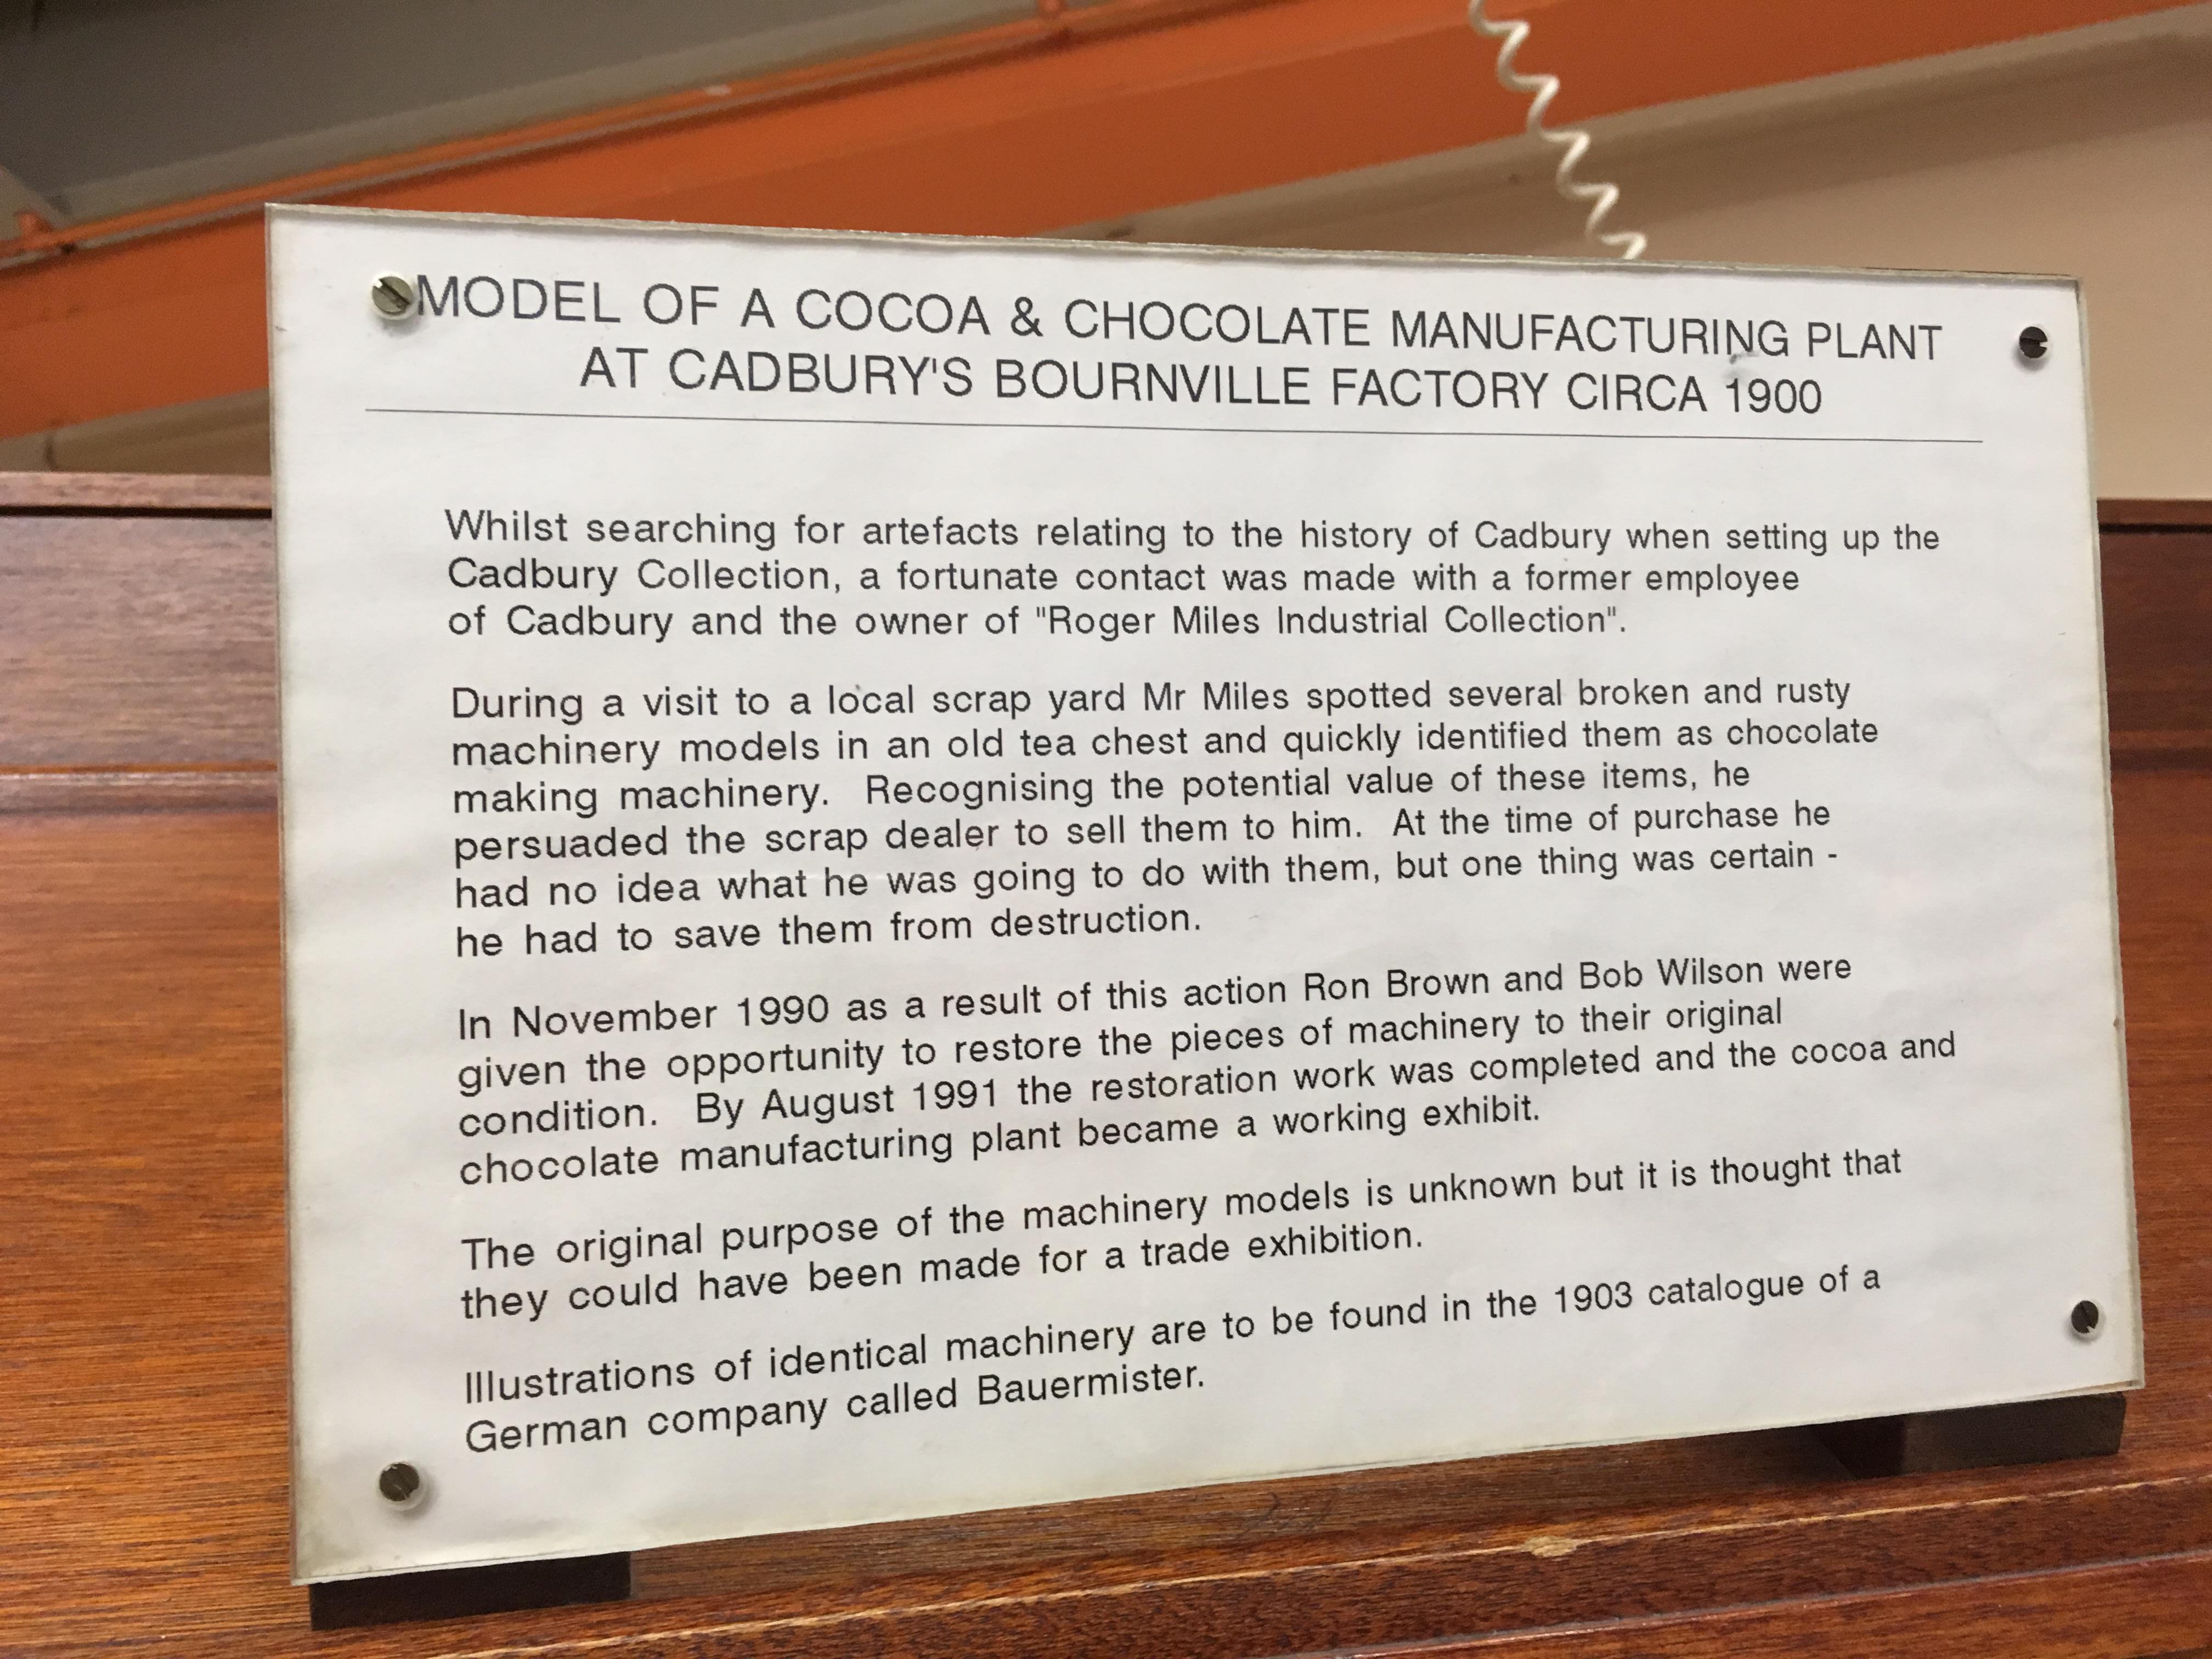 MODEL OF A COCOA & CHOCOLATE MANUFACTURING PLANT
AT CADBURY'S BOURNVILLE FACTORY CIRCA 1900
Whilst searching for artefacts relating to the history of Cadbury when setting up the
Cadbury Collection, a fortunate contact was made with a former employee
of Cadbury and the owner of "Roger Miles Industrial Collection".
During a visit to a local scrap yard Mr Miles spotted several broken and rusty
machinery models in an old tea chest and quickly identified them as chocolate
making machinery. Recognising the potential value of these items, he
persuaded the scrap dealer to sell them to him. At the time of purchase he
had no idea what he was going to do with them, but one thing was certain -
he had to save them from destruction.
In November 1990 as a result of this action Ron Brown and Bob Wilson were
given the opportunity to restore the pieces of machinery to their original
condition. By August 1991 the restoration work was completed and the cocoa and
chocolate manufacturing plant became a working exhibit.
The original purpose of the machinery models is unknown but it is thought that
they could have been made for a trade exhibition.
Illustrations of identical machinery are to be found in the 1903 catalogue of a
German company called Bauermister.